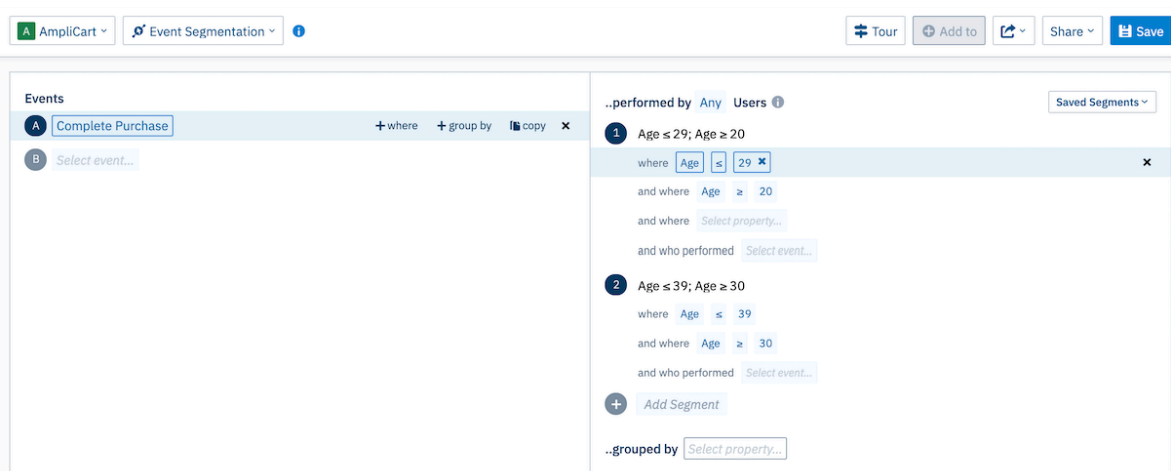 A AmpliCart Event Segmentation Tour Add to Share Save
Events
A Complete Purchase + where + group by copy ×
B Select event...
..performed by Any Users
Saved Segments
1 Age ≤ 29; Age ≥ 20
where Age ≤ 29 × ×
and where Age ≥ 20
and where Select property...
and who performed Select event...
2 Age ≤ 39; Age ≥ 30
where Age ≤ 39
and where Age ≥ 30
and who performed Select event...
+ Add Segment
..grouped by Select property...